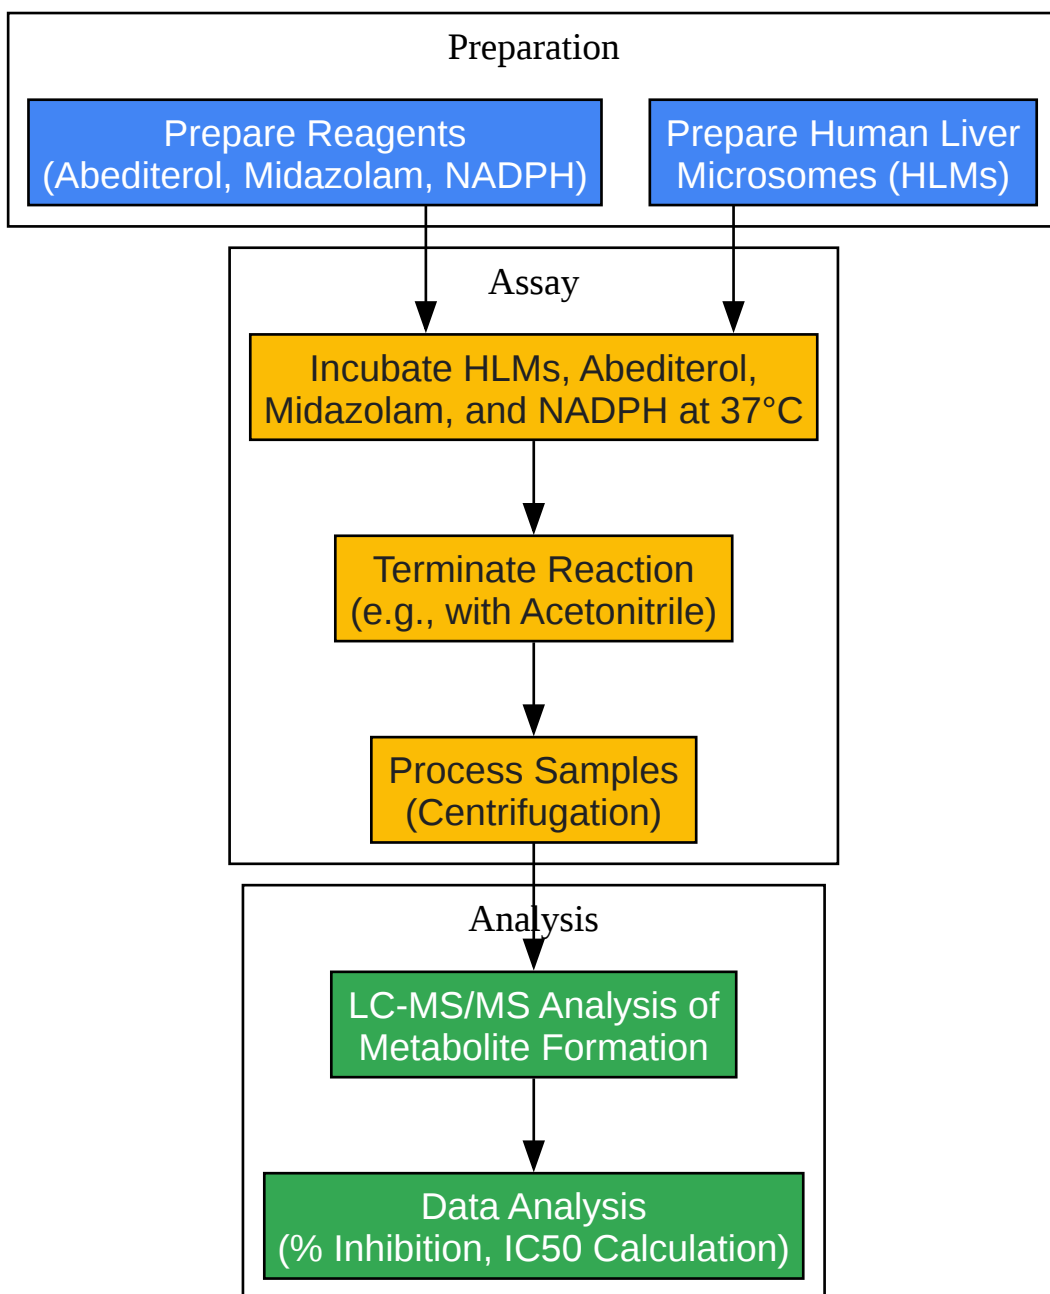 Preparation
Prepare Reagents
(Abediterol, Midazolam, NADPH)
Prepare Human Liver
Microsomes (HLMs)
Assay
Incubate HLMs, Abediterol,
Midazolam, and NADPH at 37°C
Terminate Reaction
(e.g., with Acetonitrile)
Process Samples
(Centrifugation)
Analysis
LC-MS/MS Analysis of
Metabolite Formation
Data Analysis
(% Inhibition, IC50 Calculation)